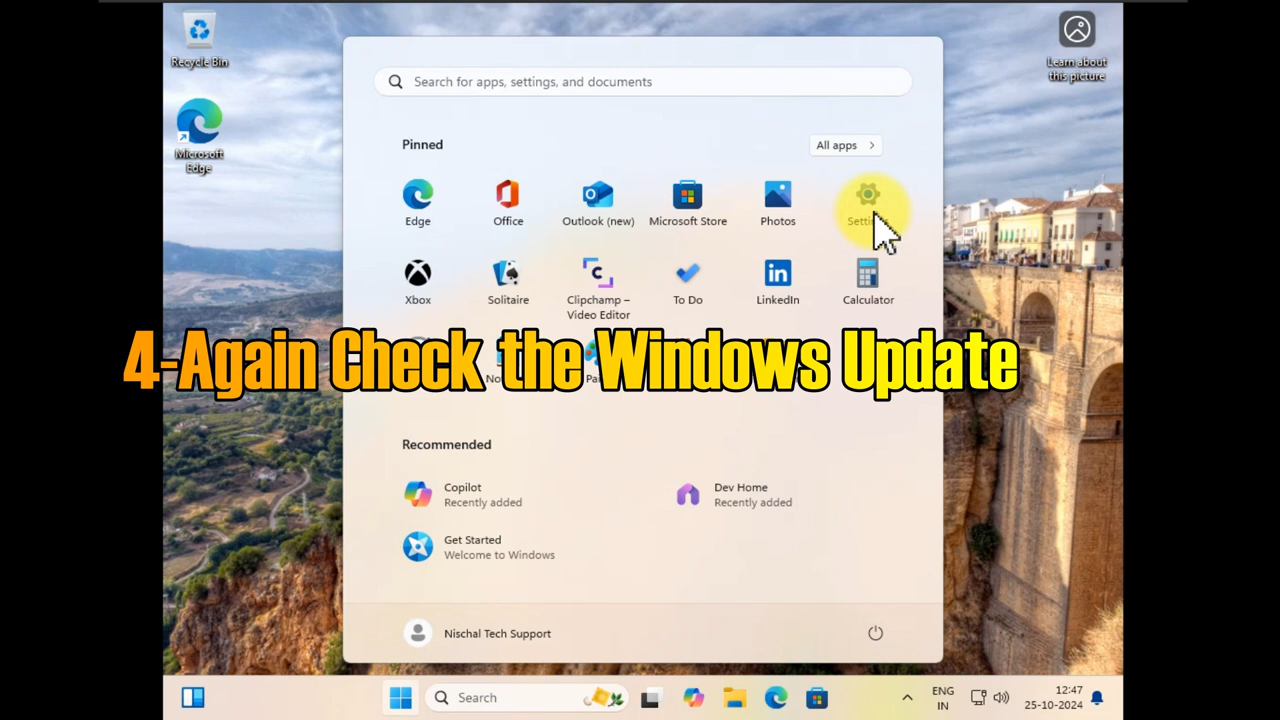 Recycle Bin
Learn about
this picture
Microsoft
Edge
Search for apps, settings, and documents
Pinned
All apps
Edge
Office
Outlook (new)
Microsoft Store
Photos
Xbox
Solitaire
Clipchamp –
Video Editor
To Do
LinkedIn
Calculator
4-Again Check the Windows Update
Recommended
Copilot
Recently added
Dev Home
Recently added
Get Started
Welcome to Windows
Nischal Tech Support
Search
ENG
IN
12:47
25-10-2024